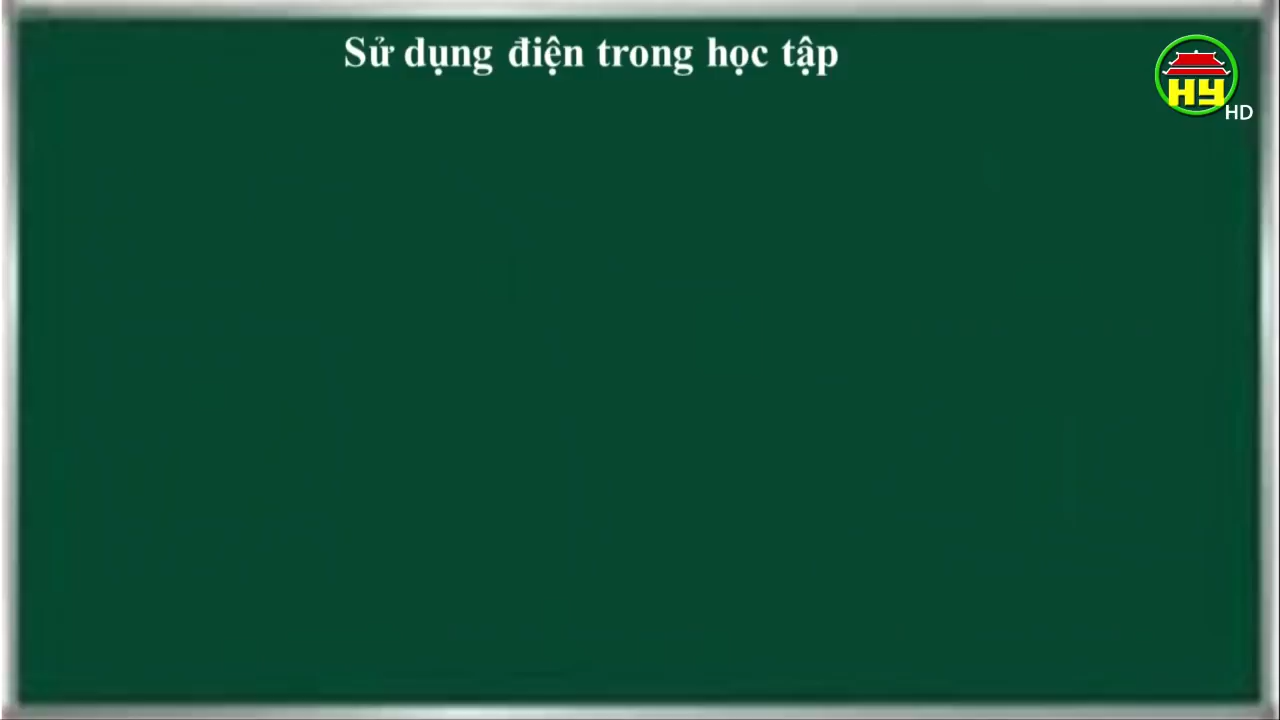 Sử dụng điện trong học tập
HY
HD